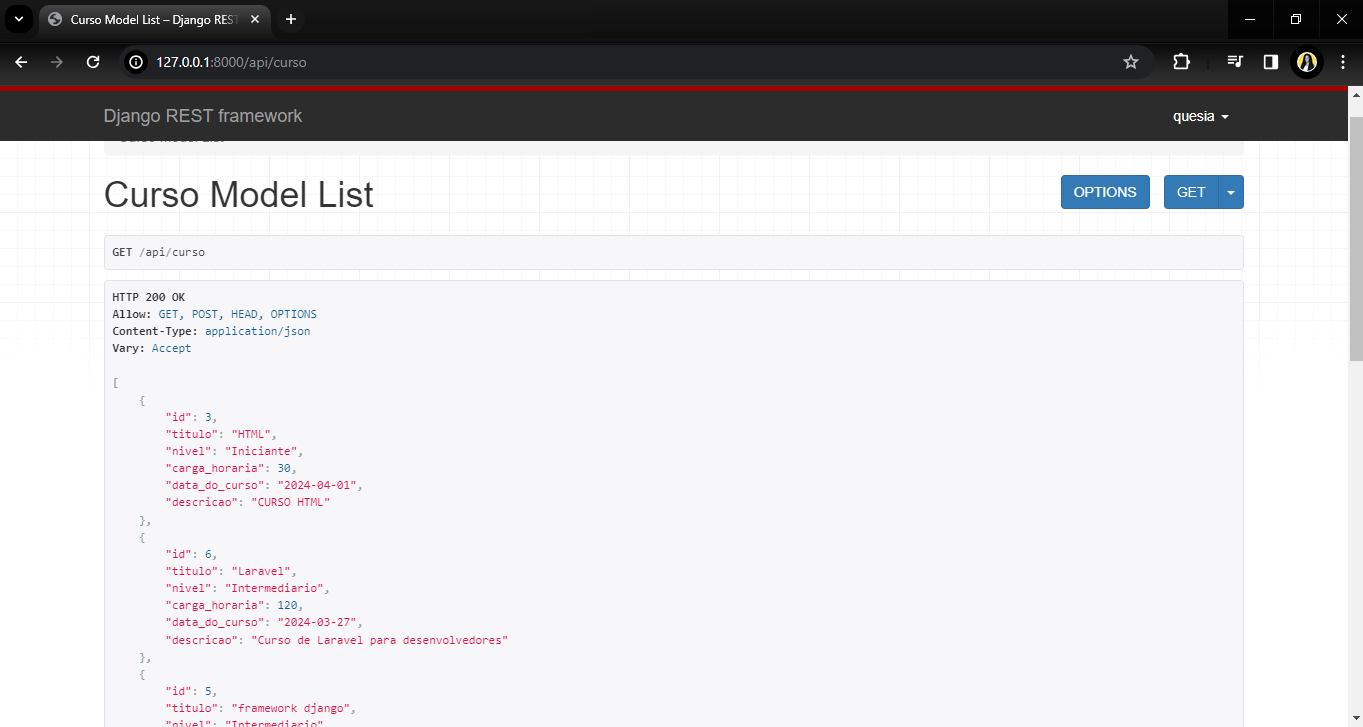 Curso Model List – Django REST
127.0.0.1:8000/api/curso
Django REST framework
quesia
Curso Model List
Curso Model List
OPTIONS
GET
GET /api/curso
HTTP 200 OK
Allow: GET, POST, HEAD, OPTIONS
Content-Type: application/json
Vary: Accept
[
{
"id": 3,
"titulo": "HTML",
"nivel": "Iniciante",
"carga_horaria": 30,
"data_do_curso": "2024-04-01",
"descricao": "CURSO HTML"
},
{
"id": 6,
"titulo": "Laravel",
"nivel": "Intermediario",
"carga_horaria": 120,
"data_do_curso": "2024-03-27",
"descricao": "Curso de Laravel para desenvolvedores"
},
{
"id": 5,
"titulo": "framework django",
"nivel": "Intermediario",